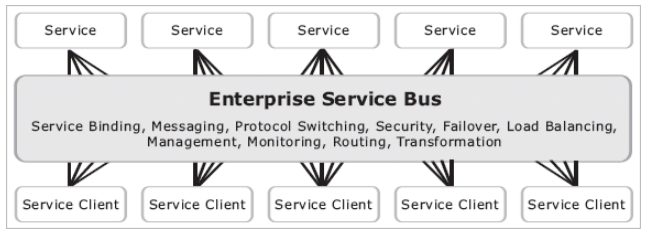 Service
Service
Service
Service
Service
Enterprise Service Bus
Service Binding, Messaging, Protocol Switching, Security, Failover, Load Balancing,
Management, Monitoring, Routing, Transformation
Service Client
Service Client
Service Client
Service Client
Service Client